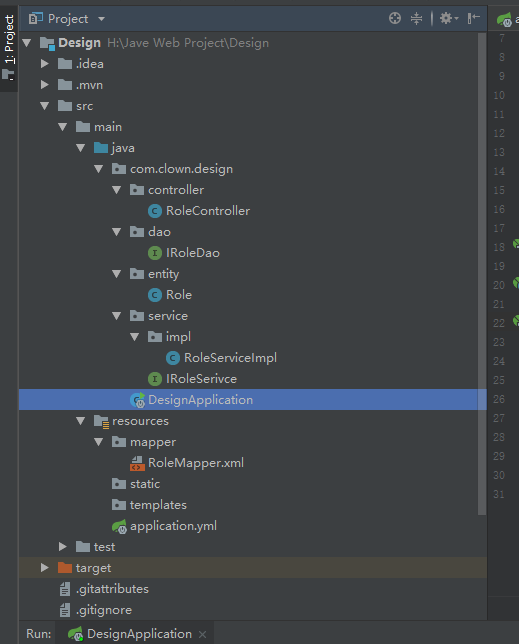 1: Project
Project
Design H:\Jave Web Project\Design
.idea
.mvn
src
main
java
com.clown.design
controller
RoleController
dao
IRoleDao
entity
Role
service
impl
RoleServiceImpl
IRoleSerivce
DesignApplication
resources
mapper
RoleMapper.xml
static
templates
application.yml
test
target
.gitattributes
.gitignore
Run: DesignApplication
7
8
9
10
11
12
13
14
15
16
17
18
19
20
21
22
23
24
25
26
27
28
29
30
31